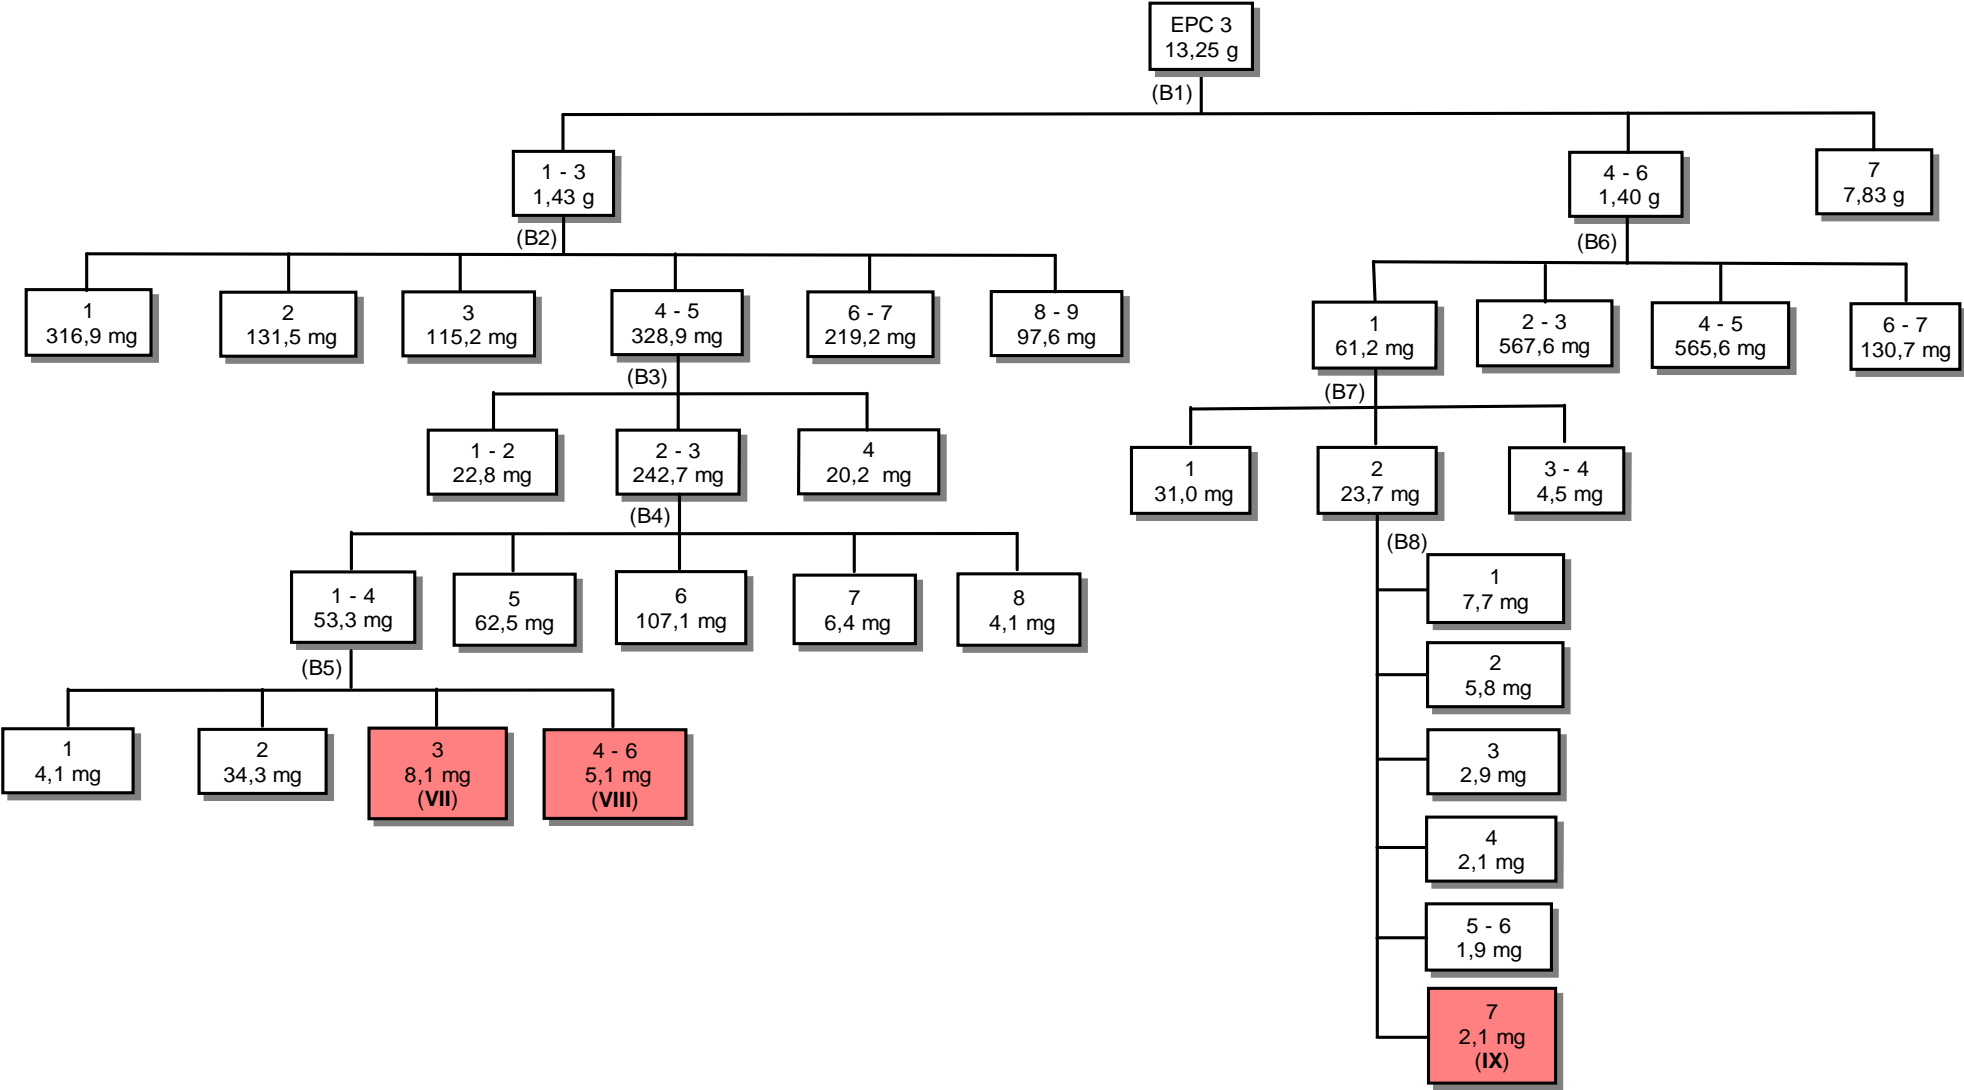 EPC 3
13,25 g
(B1)
1 - 3
1,43 g
4 - 6
1,40 g
7
7,83 g
(B2)
(B6)
1
316,9 mg
2
131,5 mg
3
115,2 mg
4 - 5
328,9 mg
6 - 7
219,2 mg
8 - 9
97,6 mg
1
61,2 mg
2 - 3
567,6 mg
4 - 5
565,6 mg
6 - 7
130,7 mg
(B3)
(B7)
1 - 2
22,8 mg
2 - 3
242,7 mg
4
20,2 mg
1
31,0 mg
2
23,7 mg
3 - 4
4,5 mg
(B4)
(B8)
1 - 4
53,3 mg
5
62,5 mg
6
107,1 mg
7
6,4 mg
8
4,1 mg
(B5)
1
4,1 mg
2
34,3 mg
3
8,1 mg
(VII)
4 - 6
5,1 mg
(VIII)
1
7,7 mg
2
5,8 mg
3
2,9 mg
4
2,1 mg
5 - 6
1,9 mg
7
2,1 mg
(IX)